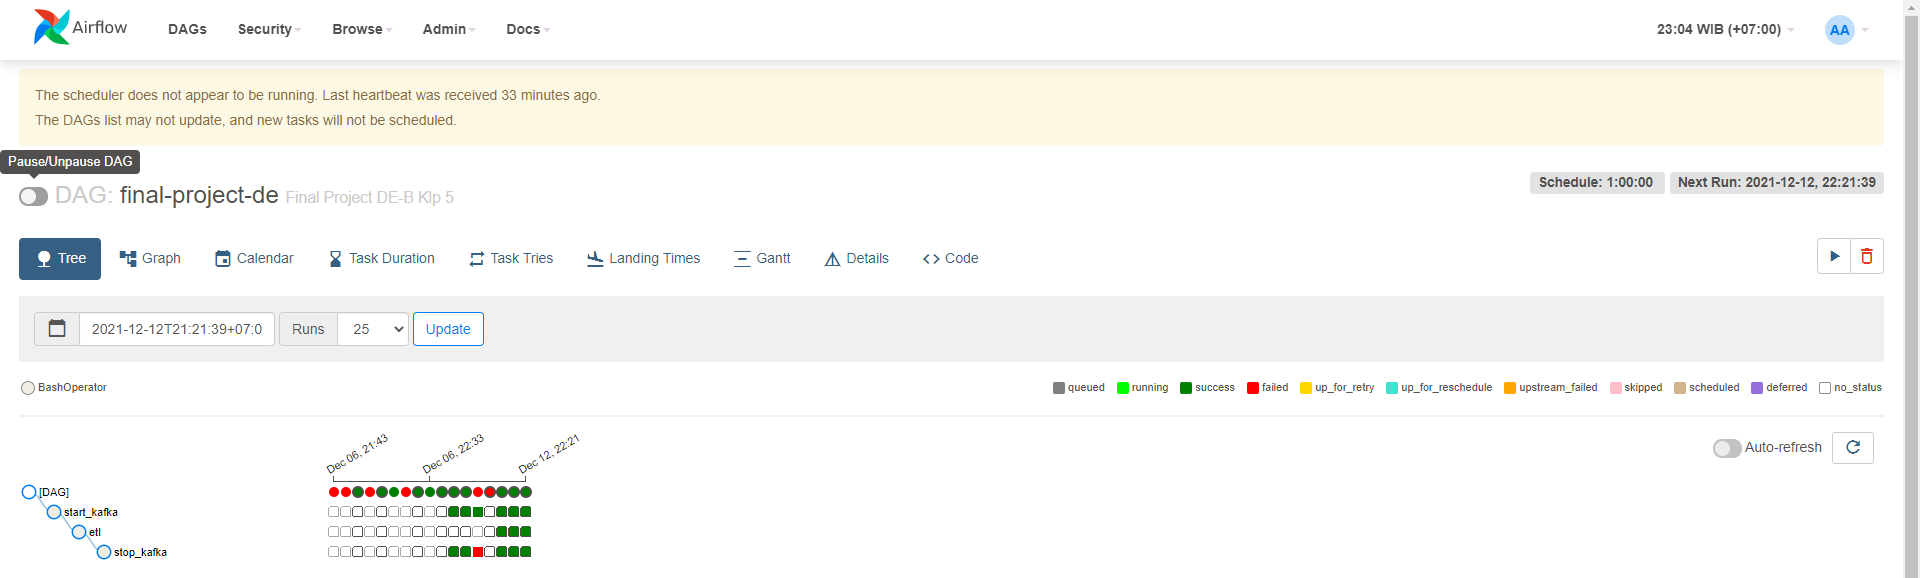 Airflow DAGs Security Browse Admin Docs 23:04 WIB (+07:00) AA
The scheduler does not appear to be running. Last heartbeat was received 33 minutes ago.
The DAGs list may not update, and new tasks will not be scheduled.
Pause/Unpause DAG
DAG: final-project-de Final Project DE-B Klp 5
Schedule: 1:00:00 Next Run: 2021-12-12, 22:21:39
Tree Graph Calendar Task Duration Task Tries Landing Times Gantt Details Code
2021-12-12T21:21:39+07:0 Runs 25 Update
BashOperator queued running success failed up_for_retry up_for_reschedule upstream_failed skipped scheduled deferred no_status
Dec 06, 21:43 Dec 06, 22:33 Dec 12, 22:21
Auto-refresh
[DAG]
start_kafka
etl
stop_kafka